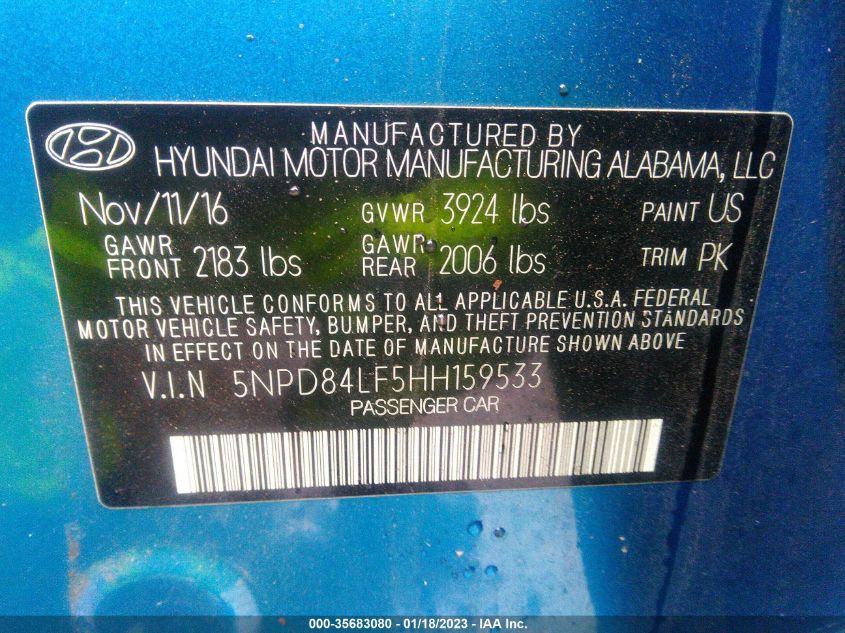 MANUFACTURED BY
HYUNDAI MOTOR MANUFACTURING ALABAMA, LLC
Nov/11/16 GVWR 3924 lbs PAINT US
GAWR FRONT 2183 lbs GAWR REAR 2006 lbs TRIM PK
THIS VEHICLE CONFORMS TO ALL APPLICABLE U.S.A. FEDERAL
MOTOR VEHICLE SAFETY, BUMPER, AND THEFT PREVENTION STANDARDS
IN EFFECT ON THE DATE OF MANUFACTURE SHOWN ABOVE
V.I.N 5NPD84LF5HH159533
PASSENGER CAR
000-35683080 - 01/18/2023 - IAA Inc.